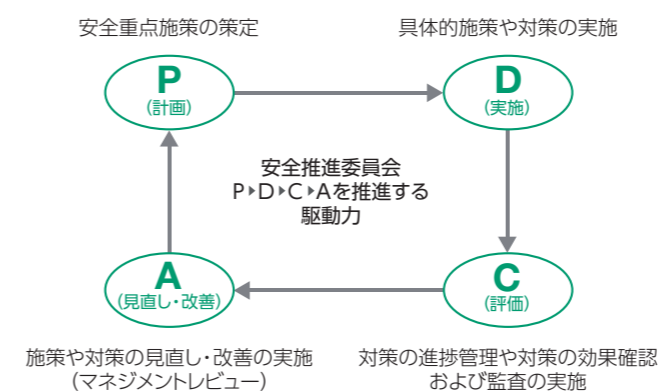 安全重点施策の策定
具体的施策や対策の実施
P
(計画)
D
(実施)
安全推進委員会
P▸D▸C▸Aを推進する
駆動力
A
(見直し・改善)
C
(評価)
施策や対策の見直し・改善の実施
(マネジメントレビュー)
対策の進捗管理や対策の効果確認
および監査の実施